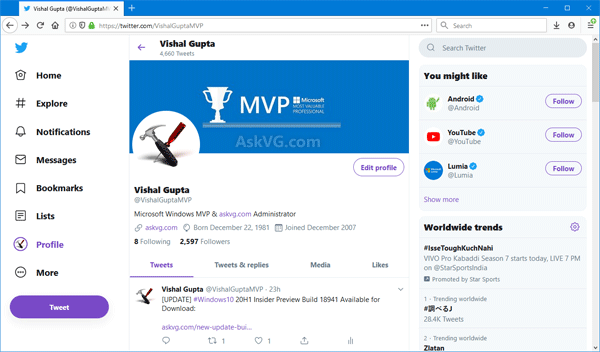 Vishal Gupta (@VishalGuptaMVP
https://twitter.com/VishalGuptaMVP
Search
Home
Explore
Notifications
Messages
Bookmarks
Lists
Profile
More
Tweet
Vishal Gupta
4,660 Tweets
MVP
Microsoft
MOST VALUABLE
PROFESSIONAL
AskVG.com
Edit profile
Vishal Gupta
@VishalGuptaMVP
Microsoft Windows MVP & askvg.com Administrator
askvg.com Born December 22, 1981 Joined December 2007
8 Following 2,597 Followers
Tweets Tweets & replies Media Likes
Vishal Gupta @VishalGuptaMVP · 23h
[UPDATE] #Windows10 20H1 Insider Preview Build 18941 Available for
Download:
askvg.com/new-update-bui...
1 1
Search Twitter
You might like
Android
@Android
Follow
YouTube
@YouTube
Follow
Lumia
@Lumia
Follow
Show more
Worldwide trends
#IsseToughKuchNahi
VIVO Pro Kabaddi Season 7 starts today, LIVE 7 PM
on @StarSportsIndia
Promoted by Star Sports
1 · Trending worldwide
#調べるJ
28.4K Tweets
2 · Trending worldwide
Zlatan